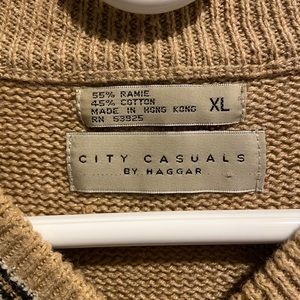 55% RAMIE
45% COTTON
MADE IN HONG KONG
RN 53925
XL
CITY CASUALS
BY HAGGAR